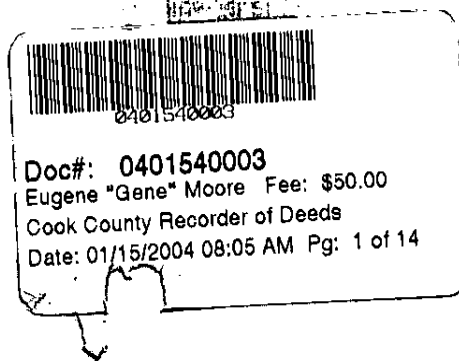 0401540003
Doc#: 0401540003
Eugene "Gene" Moore Fee: $50.00
Cook County Recorder of Deeds
Date: 01/15/2004 08:05 AM Pg: 1 of 14